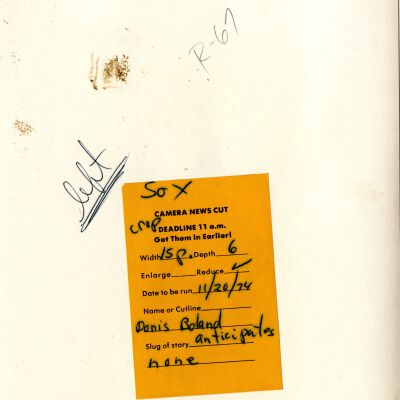 R-67
left
Sox
CAMERA NEWS CUT
crop
DEADLINE 11 a.m.
Get Them in Earlier!
Width 15 p. Depth 6
Enlarge Reduce ✓
Date to be run 11/20/74
Name or Cutline
Danis Boland
Slug of story anticipates
none